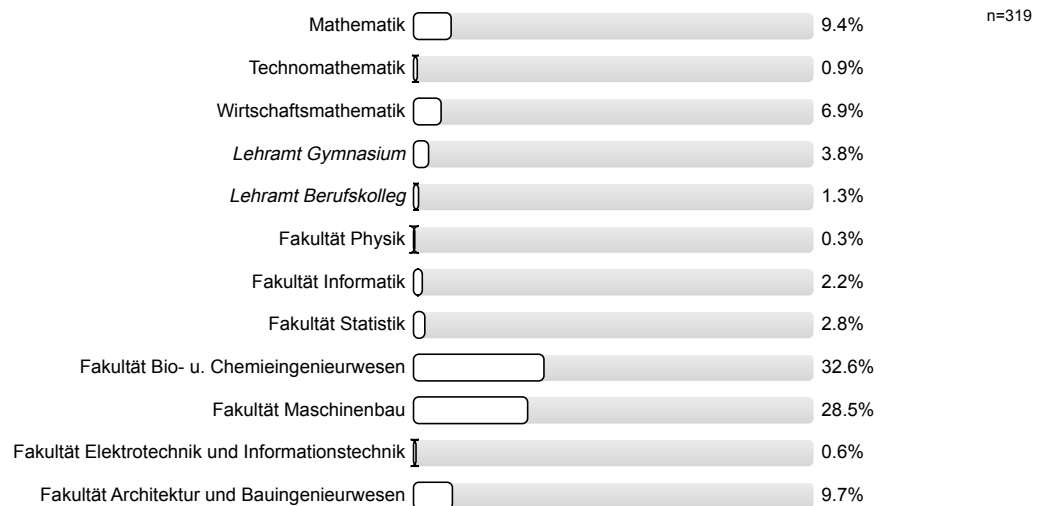 n=319
Mathematik 9.4%
Technomathematik 0.9%
Wirtschaftsmathematik 6.9%
Lehramt Gymnasium 3.8%
Lehramt Berufskolleg 1.3%
Fakultät Physik 0.3%
Fakultät Informatik 2.2%
Fakultät Statistik 2.8%
Fakultät Bio- u. Chemieingenieurwesen 32.6%
Fakultät Maschinenbau 28.5%
Fakultät Elektrotechnik und Informationstechnik 0.6%
Fakultät Architektur und Bauingenieurwesen 9.7%